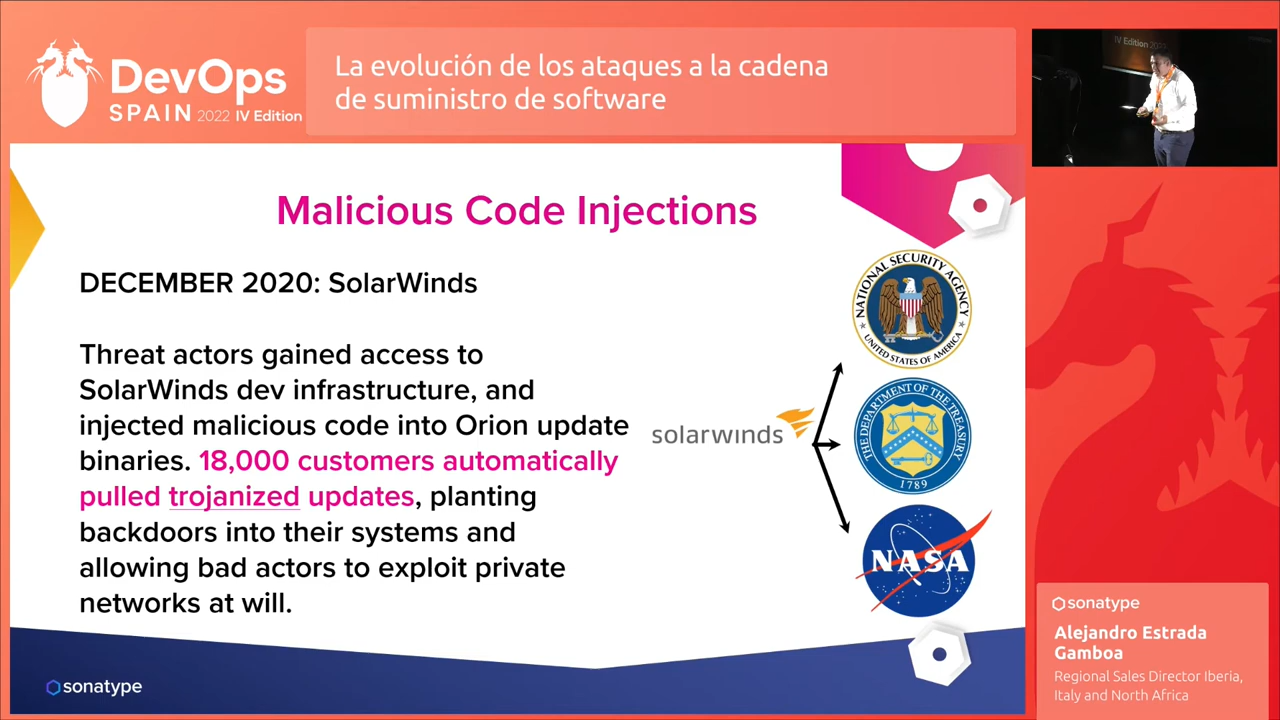 DevOps
SPAIN 2022 IV Edition
La evolución de los ataques a la cadena
de suministro de software
IV Edition 2022
Malicious Code Injections
DECEMBER 2020: SolarWinds
Threat actors gained access to
SolarWinds dev infrastructure, and
injected malicious code into Orion update
binaries. 18,000 customers automatically
pulled trojanized updates, planting
backdoors into their systems and
allowing bad actors to exploit private
networks at will.
solarwinds
NATIONAL SECURITY AGENCY
UNITED STATES OF AMERICA
THE DEPARTMENT OF THE TREASURY
1789
NASA
sonatype
sonatype
Alejandro Estrada
Gamboa
Regional Sales Director Iberia,
Italy and North Africa